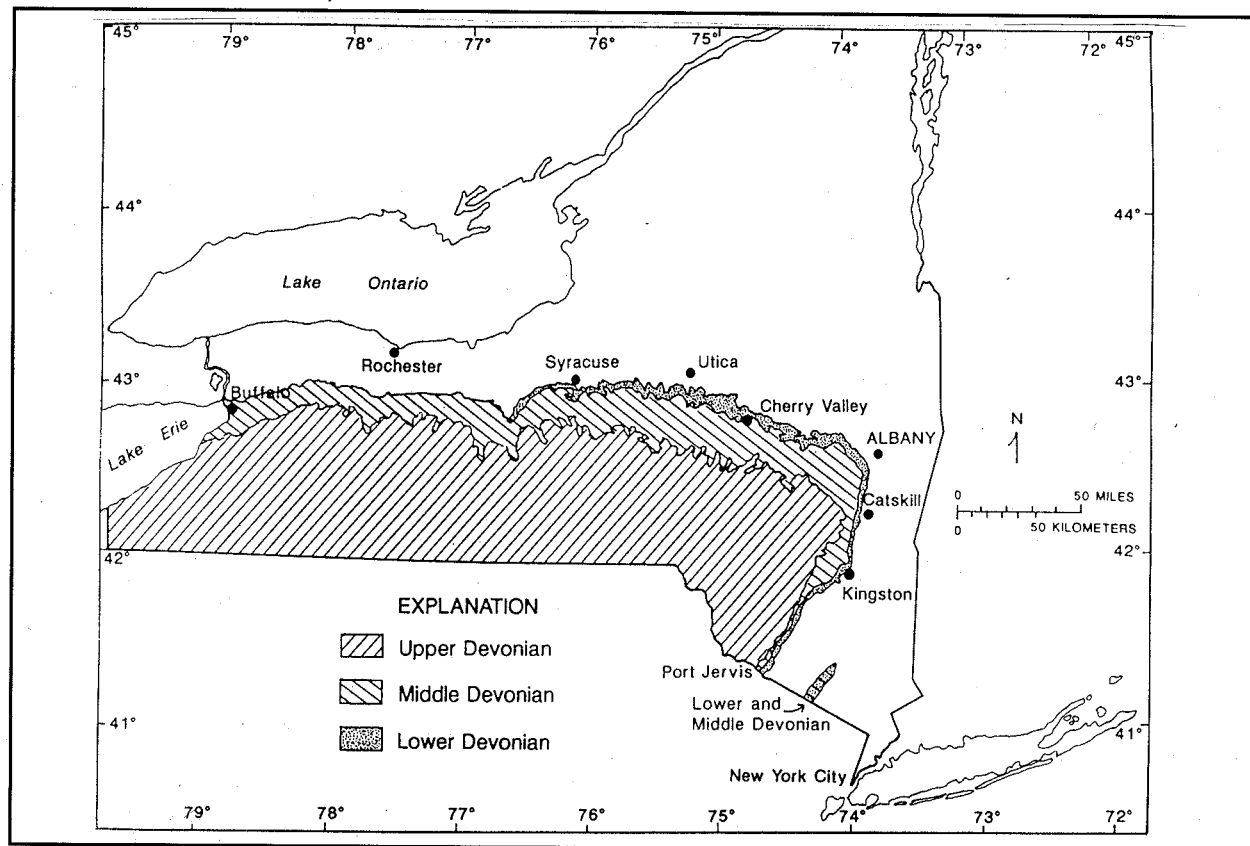 45°
79°
78°
77°
76°
75°
74°
73°
72°
45°
44°
44°
Lake Ontario
Rochester
Syracuse
Utica
43°
43°
Buffalo
Cherry Valley
Lake Erie
ALBANY
N
Catskill
0 50 MILES
0 50 KILOMETERS
42°
42°
Kingston
EXPLANATION
Upper Devonian
Middle Devonian
Lower Devonian
Port Jervis
Lower and
Middle Devonian
41°
41°
New York City
79°
78°
77°
76°
75°
74°
73°
72°